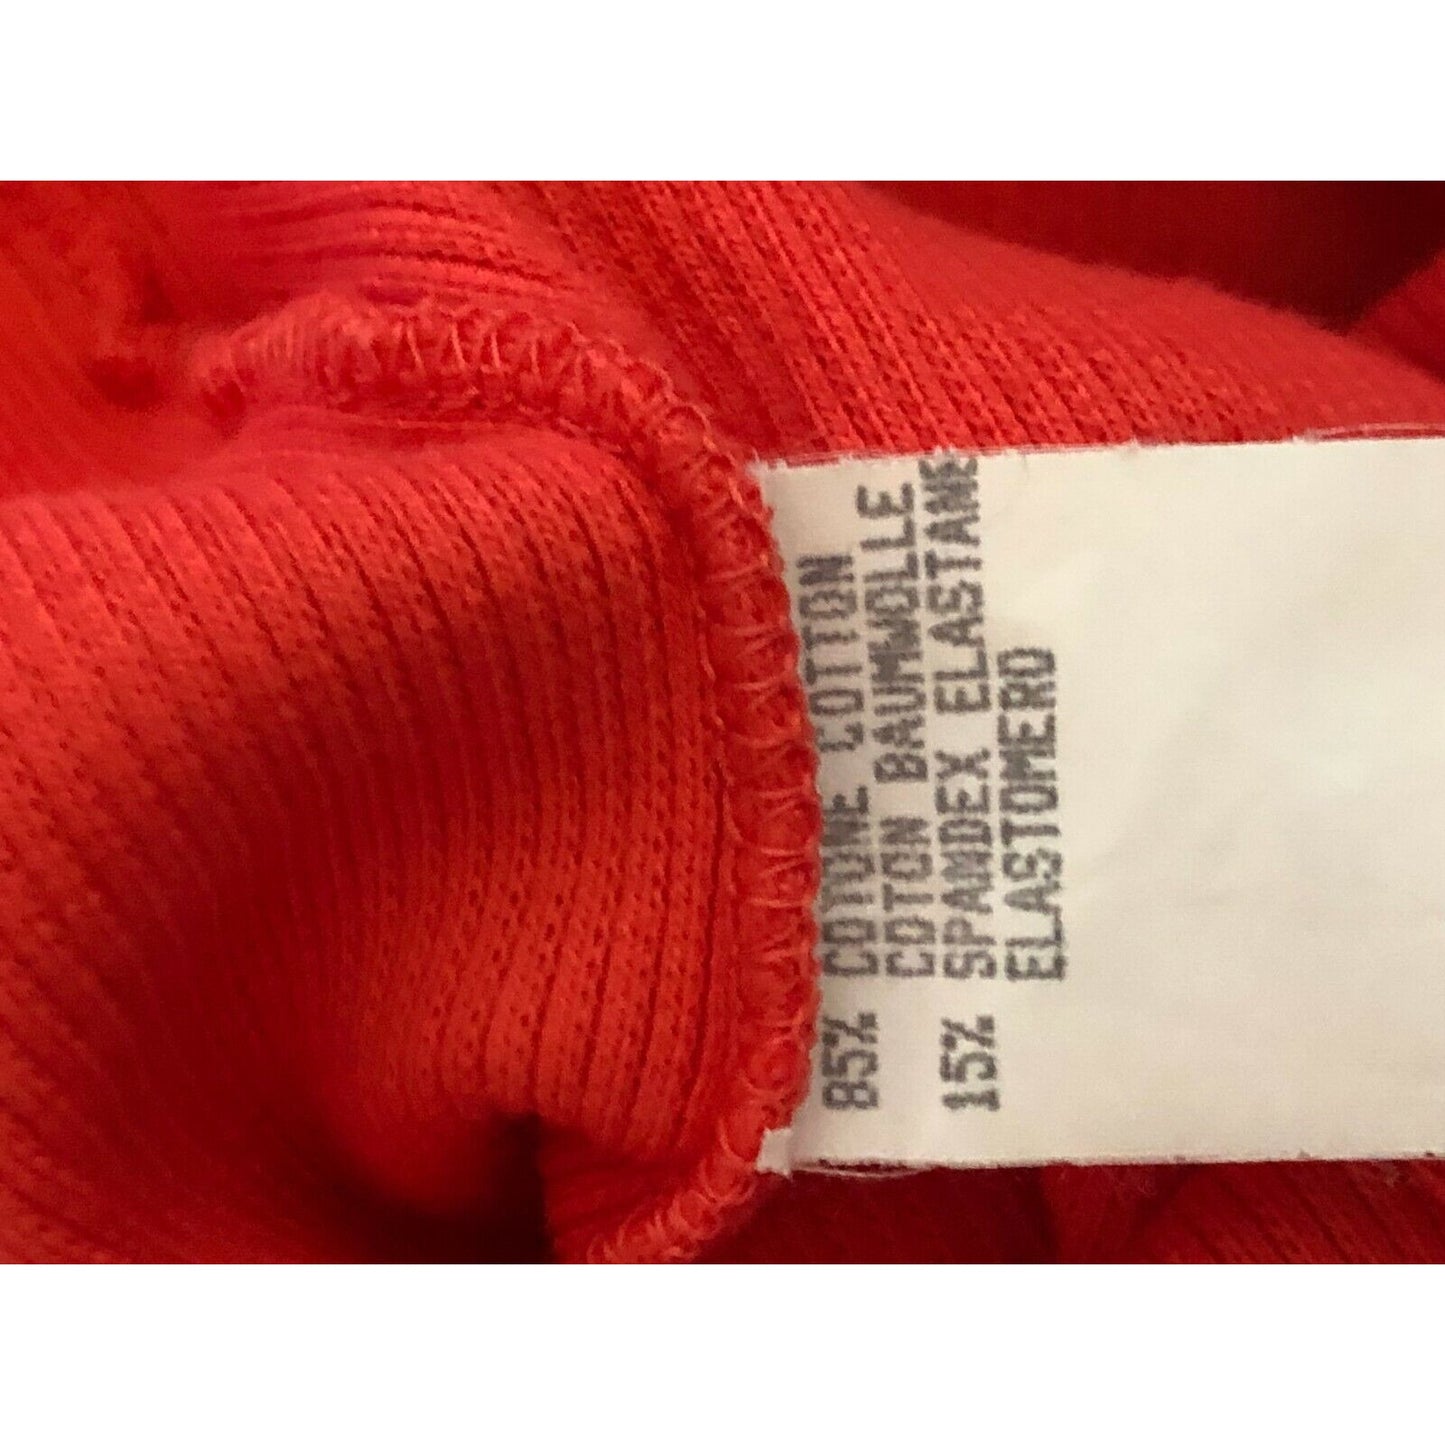 85% COTONE COTTON
COTON BAUMWOLLE
15% SPANDEX ELASTANE
ELASTOMERO